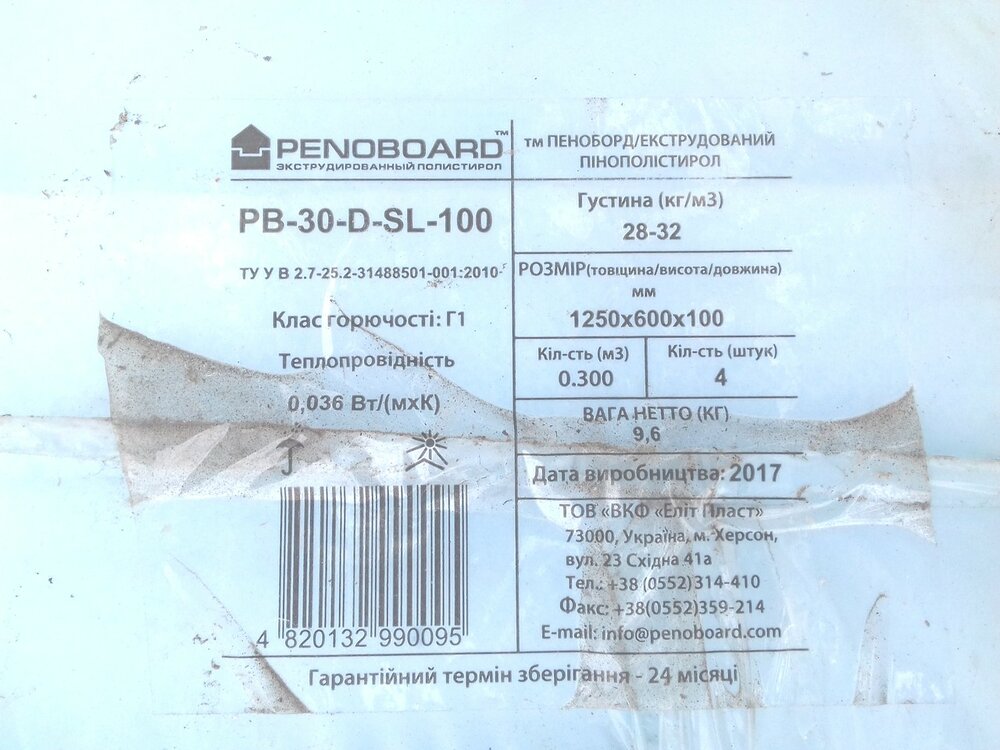 PENOBOARD™
ЭКСТРУДИРОВАННЫЙ ПОЛИСТИРОЛ
PB-30-D-SL-100
ТУ У В 2.7-25.2-31488501-001:2010-
Клас горючості: Г1
Теплопровідність
0,036 Вт/(мхК)
4 820132 990095
тм ПЕНОБОРД/ЕКСТРУДОВАНИЙ
ПІНОПОЛІСТИРОЛ
Густина (кг/м3)
28-32
РОЗМІР(товщина/висота/довжина)
мм
1250х600х100
Кіл-сть (м3)
0.300
Кіл-сть (штук)
4
ВАГА НЕТТО (КГ)
9,6
Дата виробництва: 2017
ТОВ «ВКФ «Еліт Пласт»
73000, Україна, м. Херсон,
вул. 23 Східна 41а
Тел.: +38 (0552)314-410
Факс: +38(0552)359-214
E-mail: info@penoboard.com
Гарантійний термін зберігання - 24 місяці